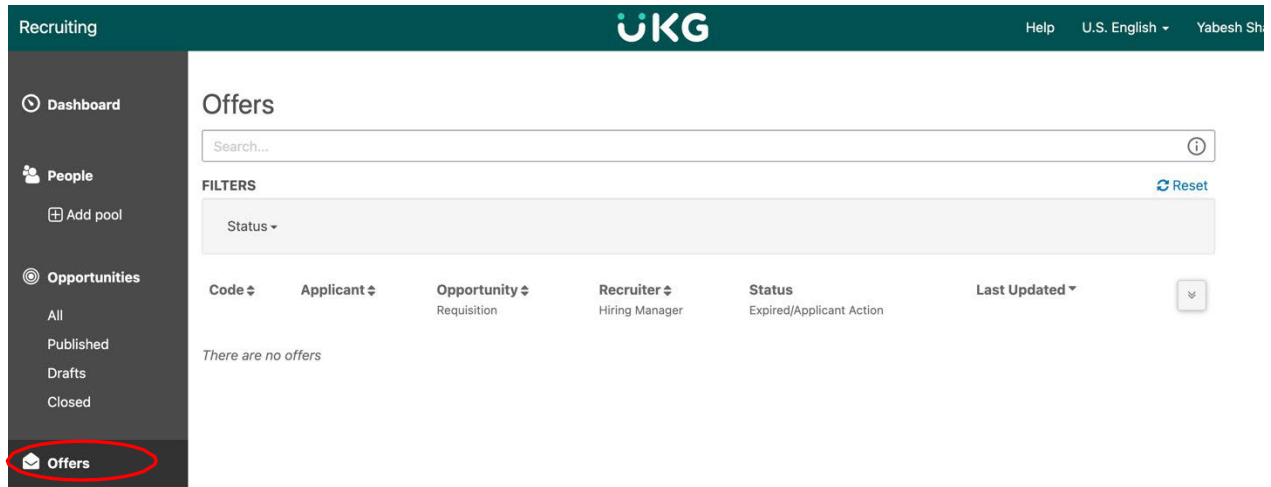 Recruiting
UKG
Help
U.S. English
Yabesh
Dashboard
People
Add pool
Opportunities
All
Published
Drafts
Closed
Offers
Offers
Search...
FILTERS
Reset
Status
Code Applicant Opportunity Recruiter Status Last Updated
Requisition Hiring Manager Expired/Applicant Action
There are no offers